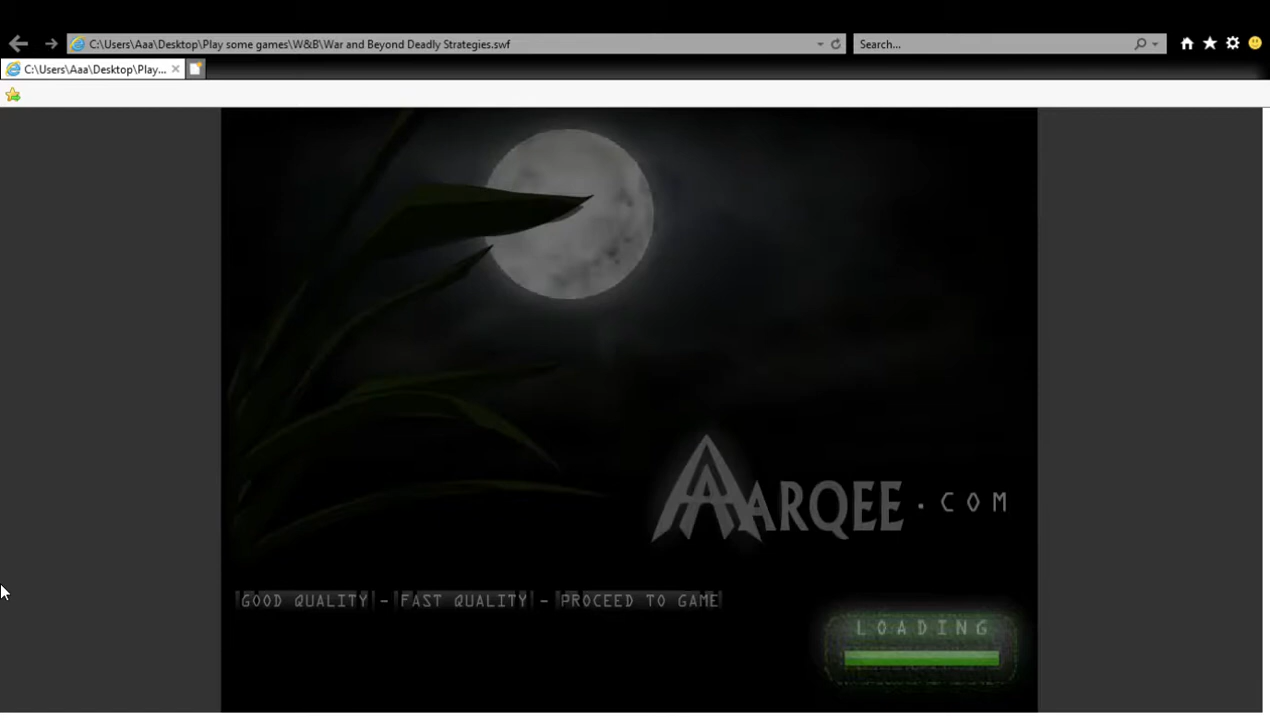 C:\Users\Aaa\Desktop\Play some games\W&B\War and Beyond Deadly Strategies.swf
Search...
C:\Users\Aaa\Desktop\Play...
AARQEE.COM
GOOD QUALITY - FAST QUALITY - PROCEED TO GAME
LOADING